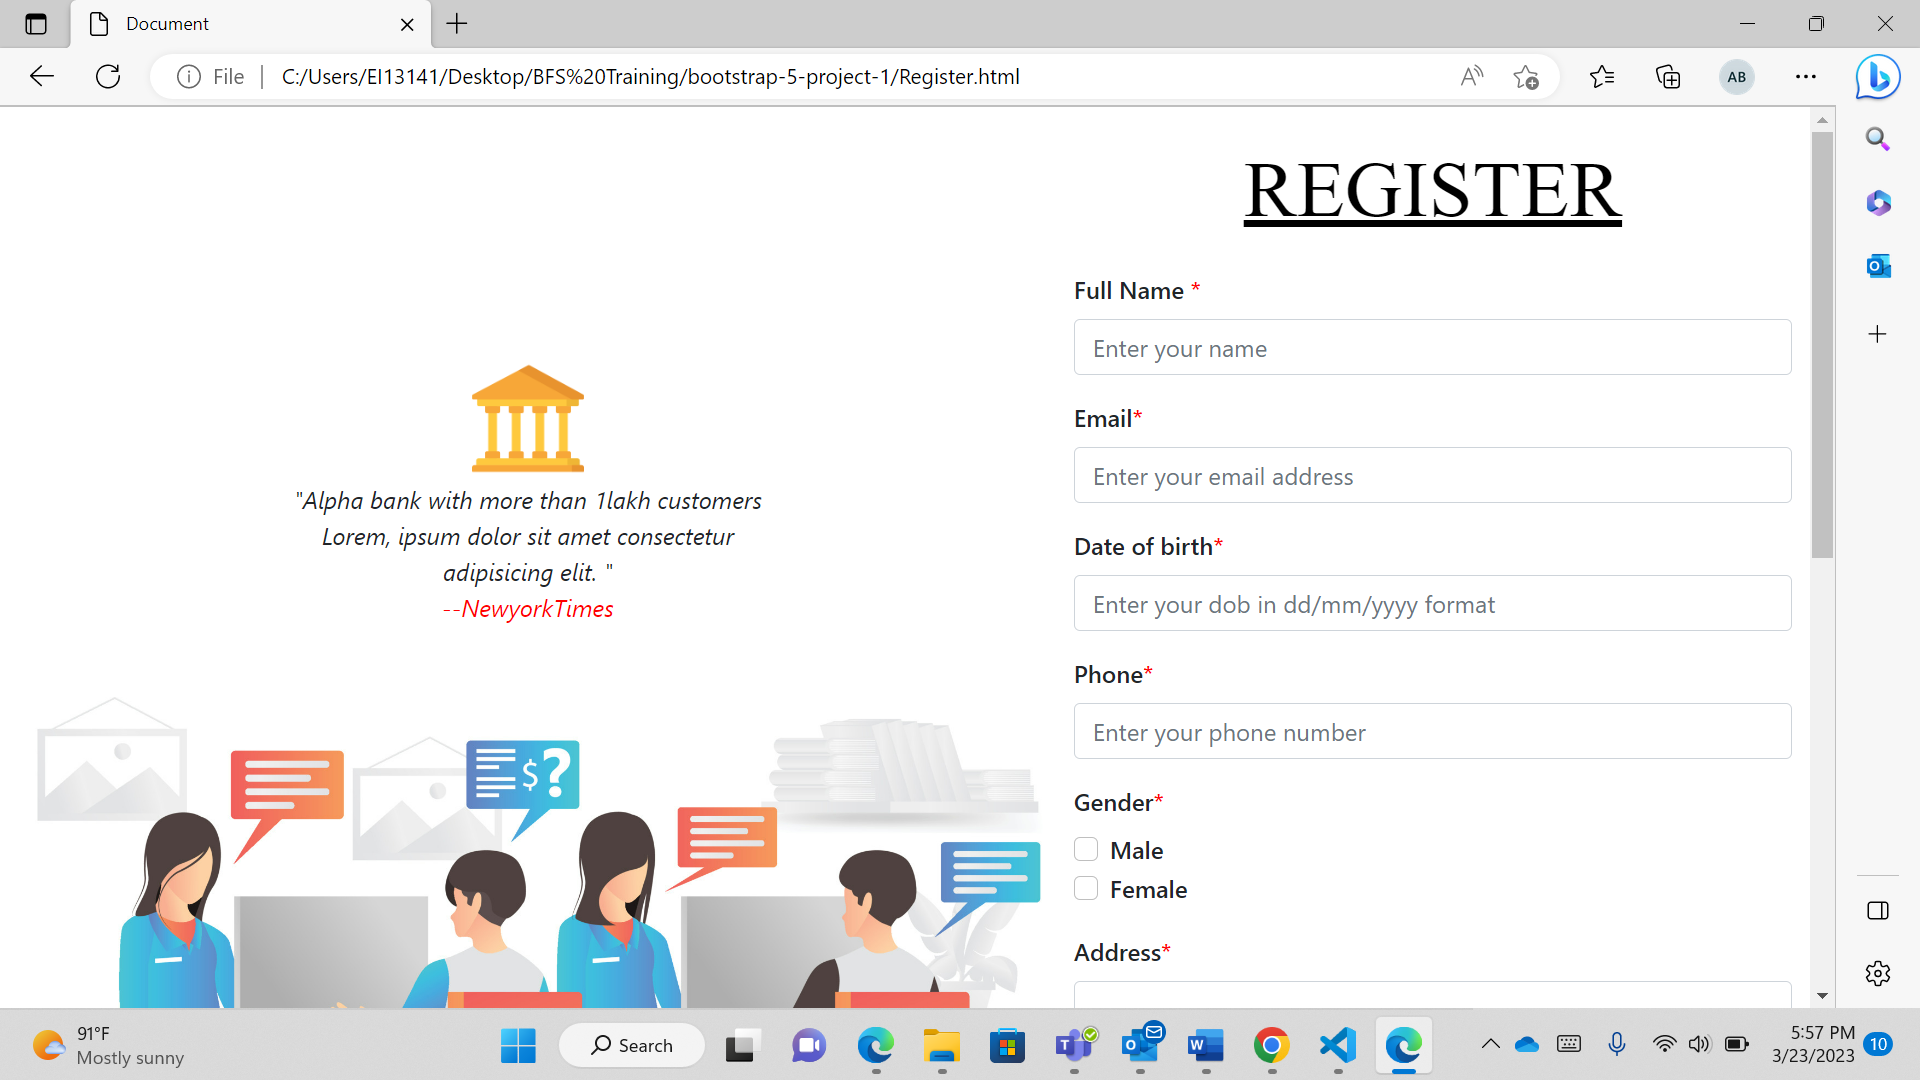 Document
File
C:/Users/EI13141/Desktop/BFS%20Training/bootstrap-5-project-1/Register.html
AB
REGISTER
"Alpha bank with more than 1lakh customers
Lorem, ipsum dolor sit amet consectetur
adipisicing elit. "
--NewyorkTimes
$?
Full Name *
Enter your name
Email*
Enter your email address
Date of birth*
Enter your dob in dd/mm/yyyy format
Phone*
Enter your phone number
Gender*
Male
Female
Address*
91°F
Mostly sunny
Search
5:57 PM
3/23/2023
10